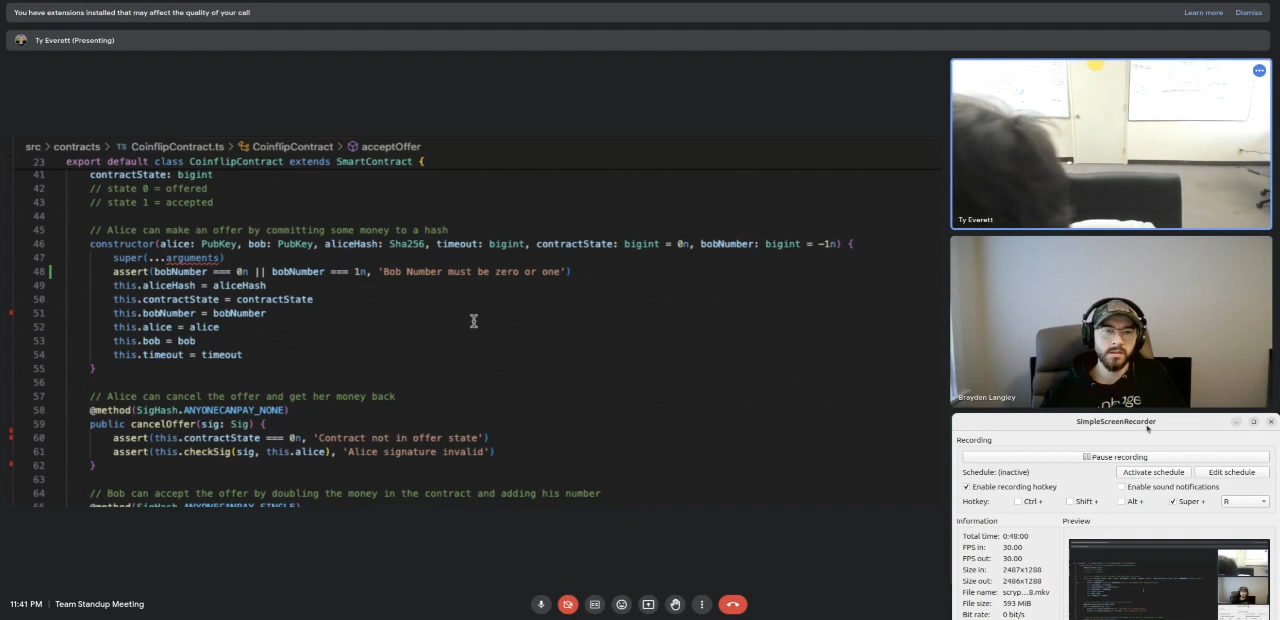 You have extensions installed that may affect the quality of your call
Learn more
Dismiss
Ty Everett (Presenting)
src > contracts > TS CoinflipContract.ts > CoinflipContract > acceptOffer
23 export default class CoinflipContract extends SmartContract {
41 contractState: bigint
42 // state 0 = offered
43 // state 1 = accepted
44
45 // Alice can make an offer by committing some money to a hash
46 constructor(alice: PubKey, bob: PubKey, aliceHash: Sha256, timeout: bigint, contractState: bigint = 0n, bobNumber: bigint = -1n) {
47 super(...arguments)
48 assert(bobNumber === 0n || bobNumber === 1n, 'Bob Number must be zero or one')
49 this.aliceHash = aliceHash
50 this.contractState = contractState
51 this.bobNumber = bobNumber
52 this.alice = alice
53 this.bob = bob
54 this.timeout = timeout
55 }
56
57 // Alice can cancel the offer and get her money back
58 @method(SigHash.ANYONECANPAY_NONE)
59 public cancelOffer(sig: Sig) {
60 assert(this.contractState === 0n, 'Contract not in offer state')
61 assert(this.checkSig(sig, this.alice), 'Alice signature invalid')
62 }
63
64 // Bob can accept the offer by doubling the money in the contract and adding his number
65 @method(SigHash.ANYONECANPAY_SINGLE)
Ty Everett
Brayden Langley
SimpleScreenRecorder
Recording
Pause recording
Schedule: (inactive)
Activate schedule
Edit schedule
Enable recording hotkey
Enable sound notifications
Hotkey: Ctrl + Shift + Alt + Super + R
Information
Preview
Total time: 0:48:00
FPS in: 30.00
FPS out: 30.00
Size in: 2487x1288
Size out: 2486x1288
File name: scryp...8.mkv
File size: 593 MiB
Bit rate: 0 bit/s
11:41 PM | Team Standup Meeting